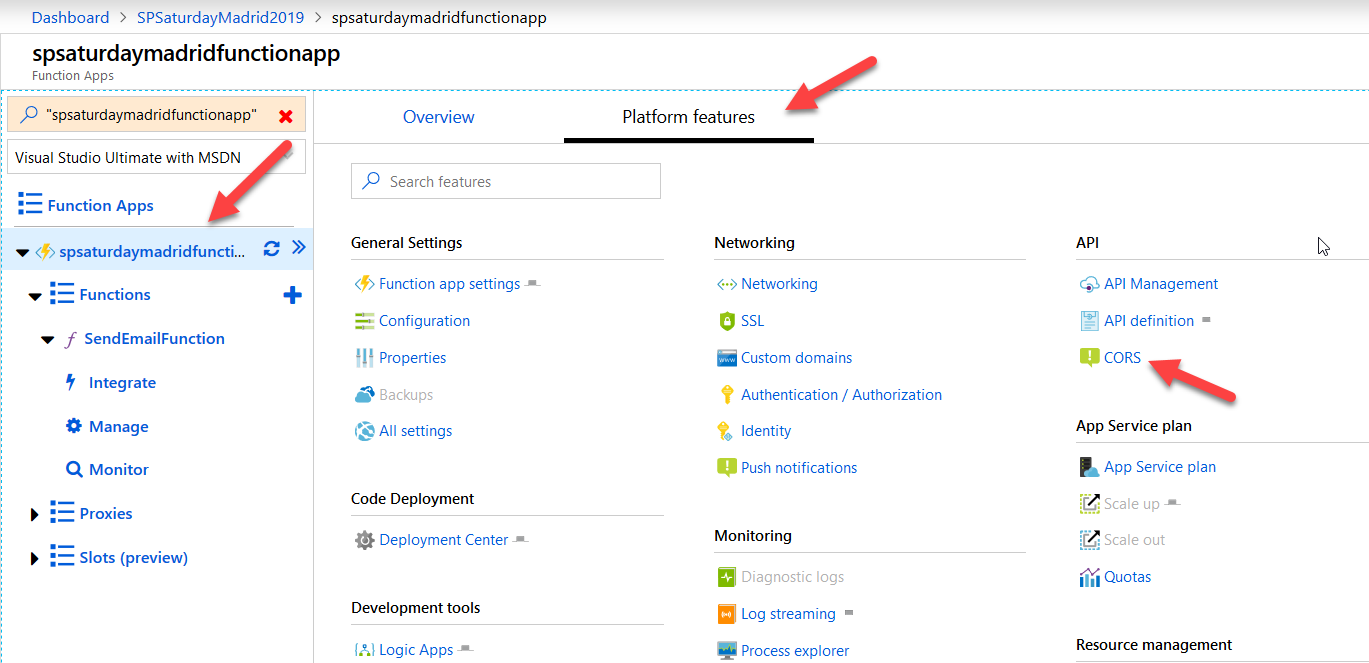 Dashboard > SPSaturdayMadrid2019 > spsaturdaymadridfunctionapp
spsaturdaymadridfunctionapp
Function Apps
"spsaturdaymadridfunctionapp"
Visual Studio Ultimate with MSDN
Function Apps
spsaturdaymadridfuncti...
Functions
SendEmailFunction
Integrate
Manage
Monitor
Proxies
Slots (preview)
Overview
Platform features
Search features
General Settings
Function app settings
Configuration
Properties
Backups
All settings
Code Deployment
Deployment Center
Development tools
Logic Apps
Networking
Networking
SSL
Custom domains
Authentication / Authorization
Identity
Push notifications
Monitoring
Diagnostic logs
Log streaming
Process explorer
API
API Management
API definition
CORS
App Service plan
App Service plan
Scale up
Scale out
Quotas
Resource management